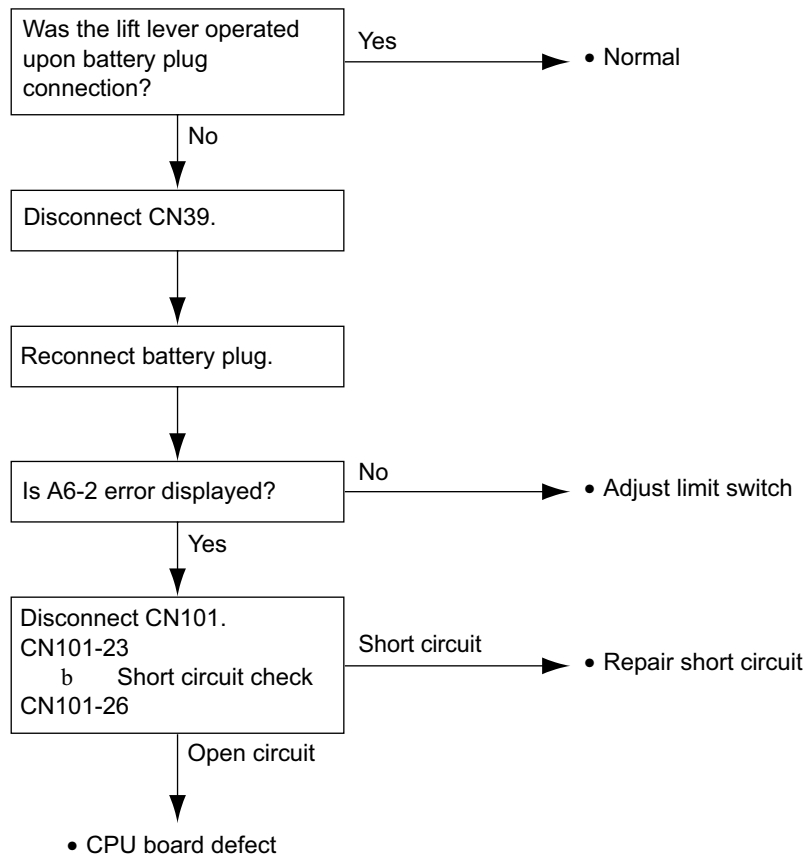 Was the lift lever operated
upon battery plug
connection?
Yes
• Normal
No
Disconnect CN39.
Reconnect battery plug.
Is A6-2 error displayed?
No
• Adjust limit switch
Yes
Disconnect CN101.
CN101-23
b Short circuit check
CN101-26
Short circuit
• Repair short circuit
Open circuit
• CPU board defect